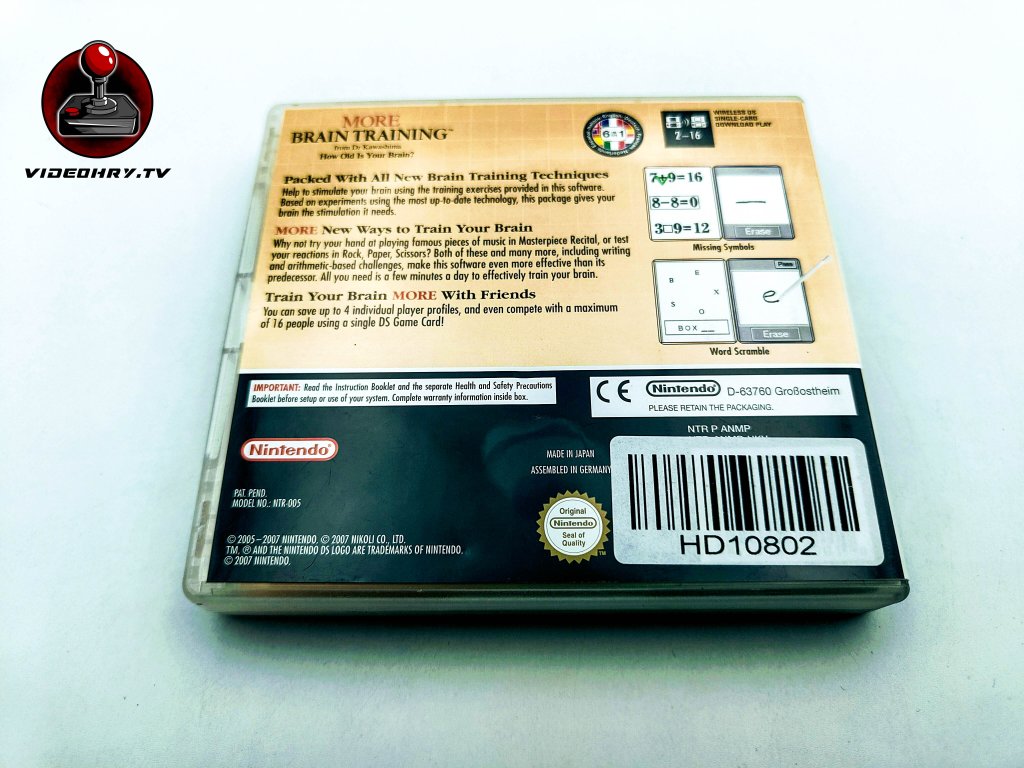 VIDEOHRY.TV
MORE
BRAIN TRAINING™
from Dr Kawashima
How Old Is Your Brain?
6 in 1
2-16
WIRELESS DS
SINGLE-CARD
DOWNLOAD PLAY
Packed With All New Brain Training Techniques
Help to stimulate your brain using the training exercises provided in this software.
Based on experiments using the most up-to-date technology, this package gives your
brain the stimulation it needs.
MORE New Ways to Train Your Brain
Why not try your hand at playing famous pieces of music in Masterpiece Recital, or test
your reactions in Rock, Paper, Scissors? Both of these and many more, including writing
and arithmetic-based challenges, make this software even more effective than its
predecessor. All you need is a few minutes a day to effectively train your brain.
Train Your Brain MORE With Friends
You can save up to 4 individual player profiles, and even compete with a maximum
of 16 people using a single DS Game Card!
7+9=16
8-8=0
3□9=12
Erase
Missing Symbols
B E
X
S O
BOX __
Pass
e
Erase
Word Scramble
IMPORTANT: Read the Instruction Booklet and the separate Health and Safety Precautions
Booklet before setup or use of your system. Complete warranty information inside box.
CE Nintendo® D-63760 Großostheim
PLEASE RETAIN THE PACKAGING.
NTR P ANMP
Nintendo®
MADE IN JAPAN
ASSEMBLED IN GERMANY
PAT. PEND.
MODEL NO.: NTR-005
Original
Nintendo
Seal of
Quality
™
HD10802
© 2005–2007 NINTENDO. © 2007 NIKOLI CO., LTD.
TM, ® AND THE NINTENDO DS LOGO ARE TRADEMARKS OF NINTENDO.
© 2007 NINTENDO.